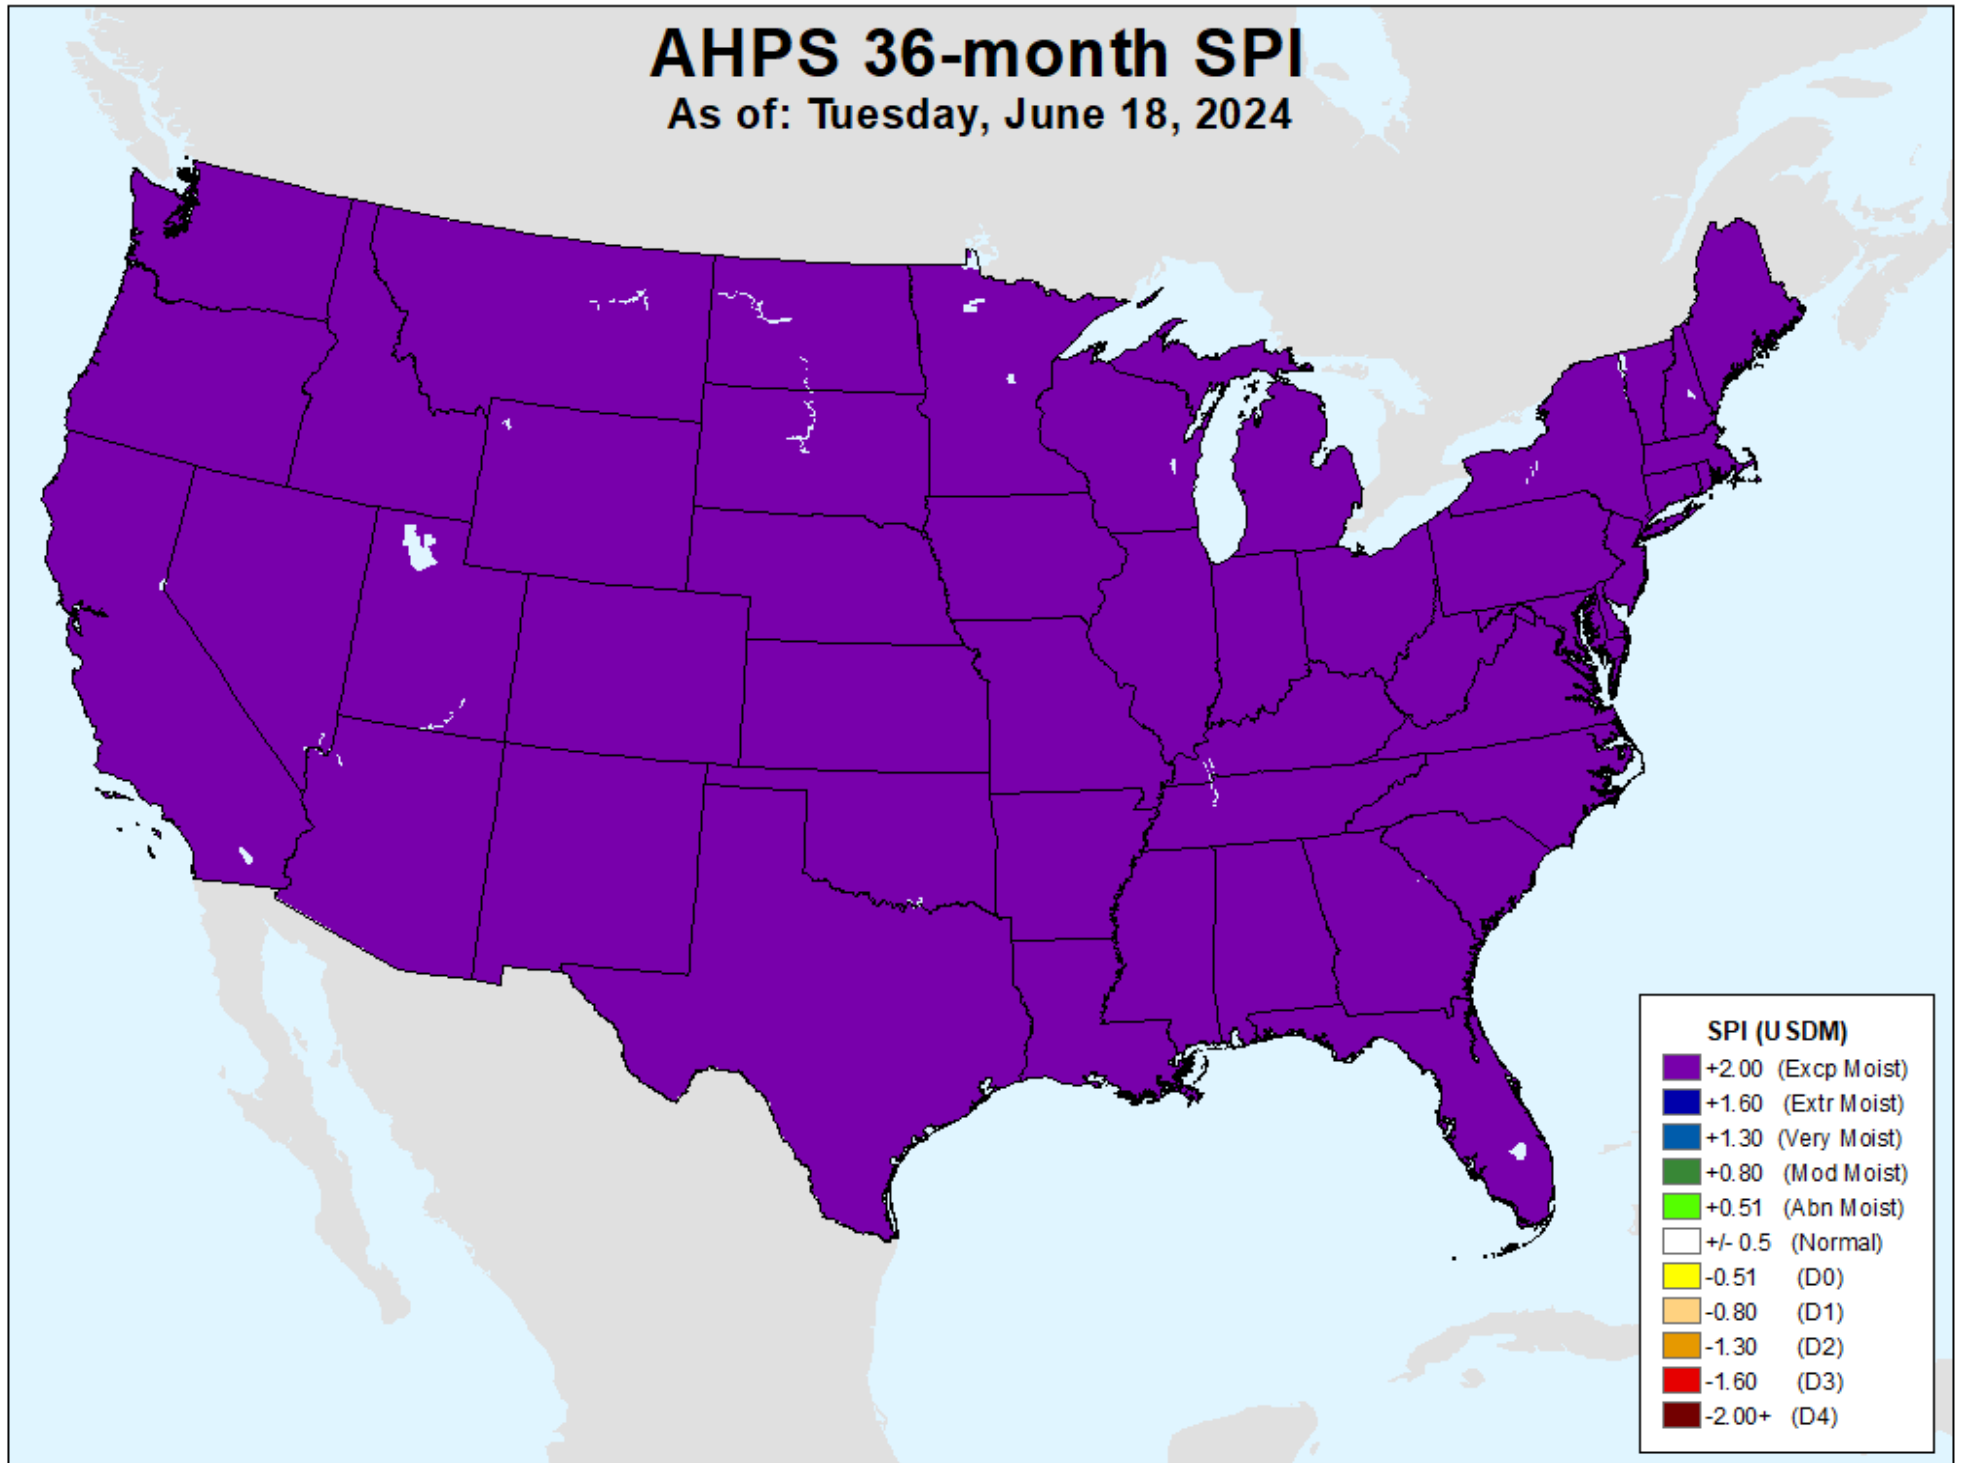 AHPS 36-month SPI
As of: Tuesday, June 18, 2024
SPI (USDM)
+2.00 (Excp Moist)
+1.60 (Extr Moist)
+1.30 (Very Moist)
+0.80 (Mod Moist)
+0.51 (Abn Moist)
+/- 0.5 (Normal)
-0.51 (D0)
-0.80 (D1)
-1.30 (D2)
-1.60 (D3)
-2.00+ (D4)